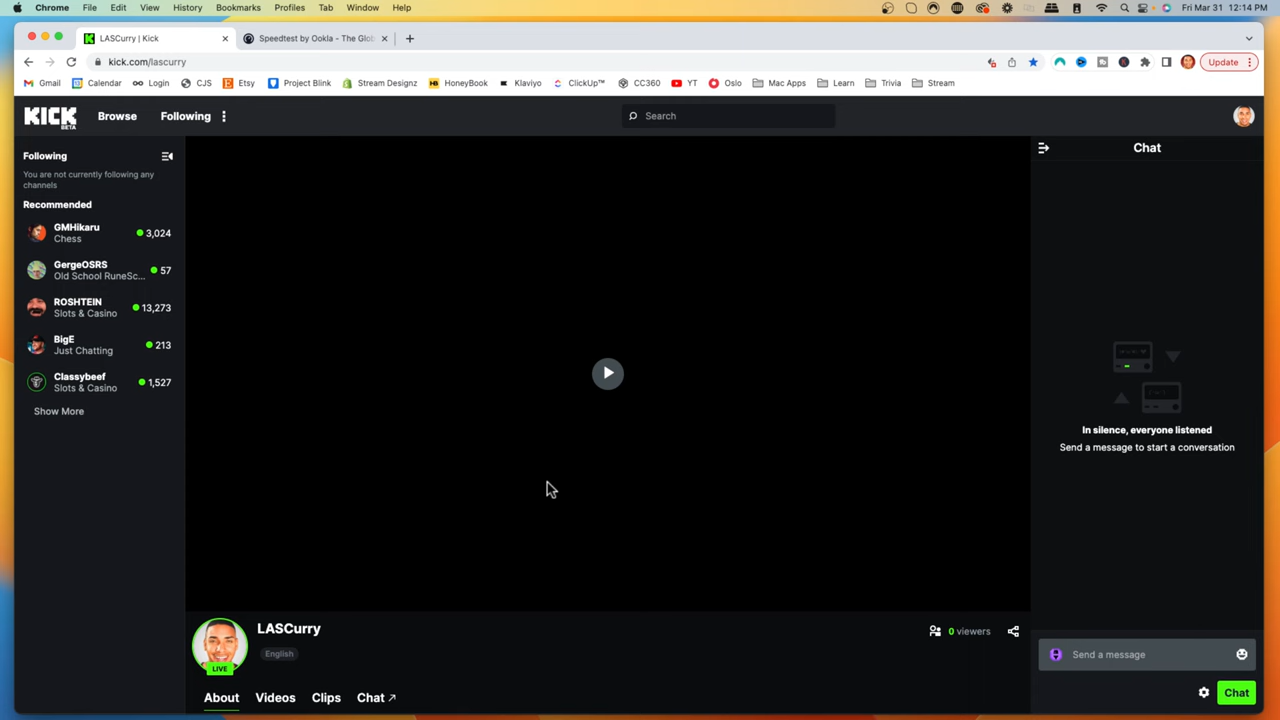 Chrome File Edit View History Bookmarks Profiles Tab Window Help Fri Mar 31 12:14 PM
LASCurry | Kick Speedtest by Ookla - The Glob
kick.com/lascurry Update
Gmail Calendar Login CJS Etsy Project Blink Stream Designz HoneyBook Klaviyo ClickUp™ CC360 YT Oslo Mac Apps Learn Trivia Stream
KICK BETA Browse Following Search
Following
You are not currently following any
channels
Recommended
GMHikaru
Chess
3,024
GergeOSRS
Old School RuneSc...
57
ROSHTEIN
Slots & Casino
13,273
BigE
Just Chatting
213
Classybeef
Slots & Casino
1,527
Show More
LASCurry
English
LIVE
0 viewers
About Videos Clips Chat
Chat
In silence, everyone listened
Send a message to start a conversation
Send a message
Chat